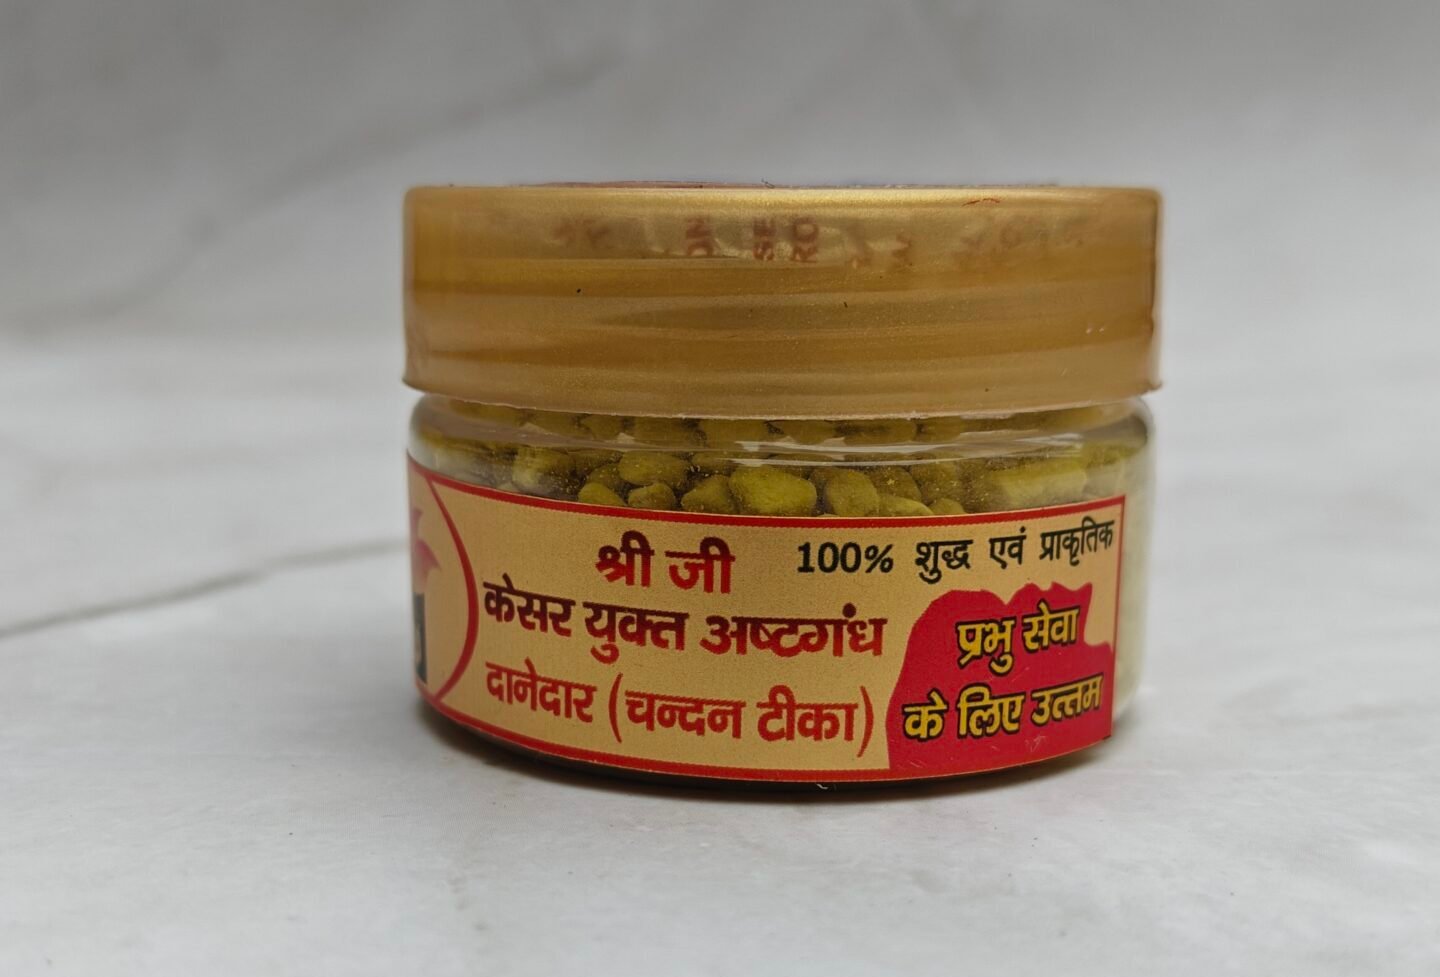 श्री जी
100% शुद्ध एवं प्राकृतिक
केसर युक्त अष्टगंध
दानेदार (चन्दन टीका)
प्रभु सेवा
के लिए उत्तम